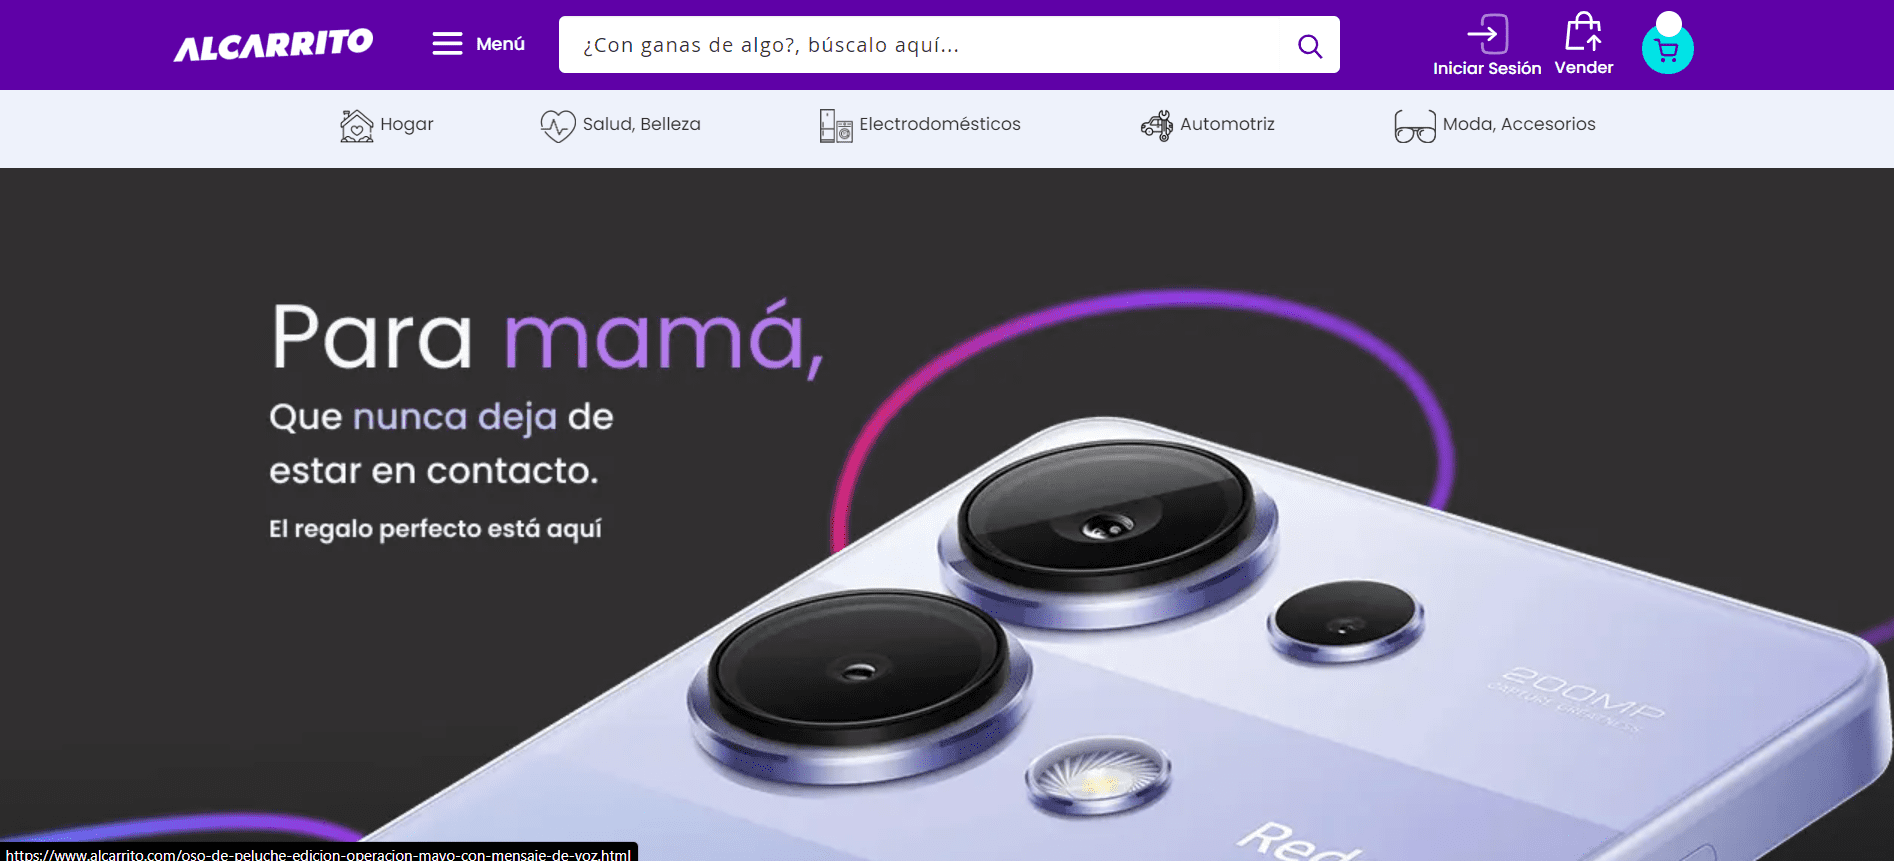 ALCARRITO
Menú
¿Con ganas de algo?, búscalo aquí...
Iniciar Sesión
Vender
Hogar
Salud, Belleza
Electrodomésticos
Automotriz
Moda, Accesorios
Para mamá,
Que nunca deja de
estar en contacto.
El regalo perfecto está aquí
200MP
CAPTURE GREATNESS
Red
https://www.alcarrito.com/oso-de-peluche-edicion-operacion-mayo-con-mensaje-de-voz.html